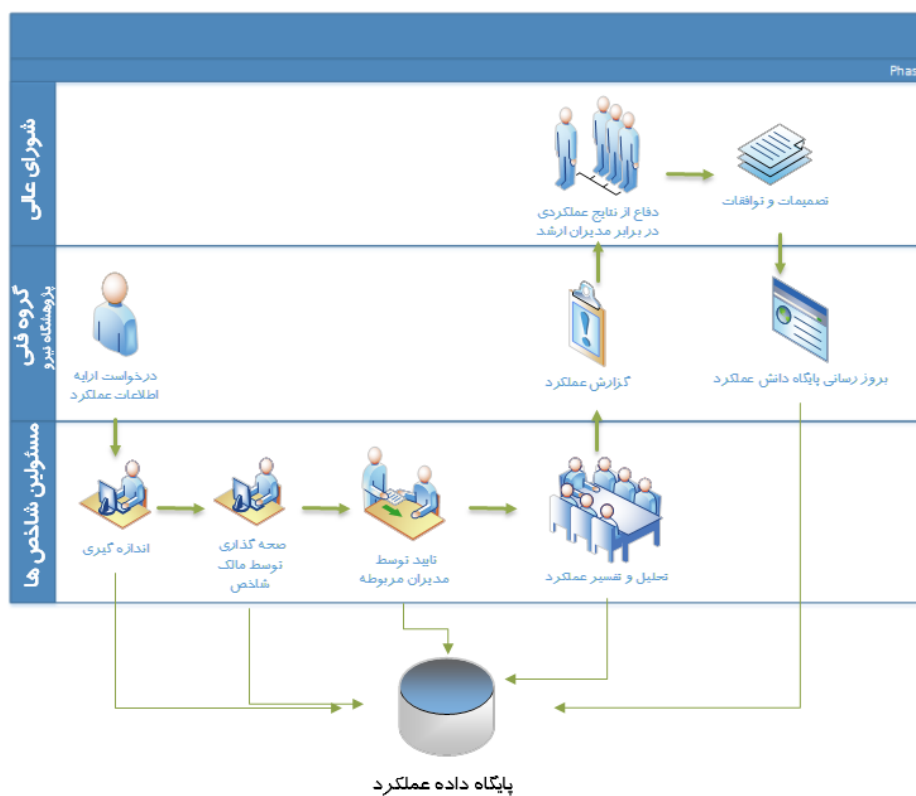 Phas
شورای عالی
دفاع از نتایج عملکردی
در برابر مدیران ارشد
تصمیمات و توافقات
گروه فنی
پژوهشگاه نیرو
درخواست ارایه
اطلاعات عملکرد
گزارش عملکرد
بروز رسانی پایگاه دانش عملکرد
مسئولین شاخص ها
اندازه گیری
صحه گذاری
توسط مالک
شاخص
تایید توسط
مدیران مربوطه
تحلیل و تفسیر عملکرد
پایگاه داده عملکرد